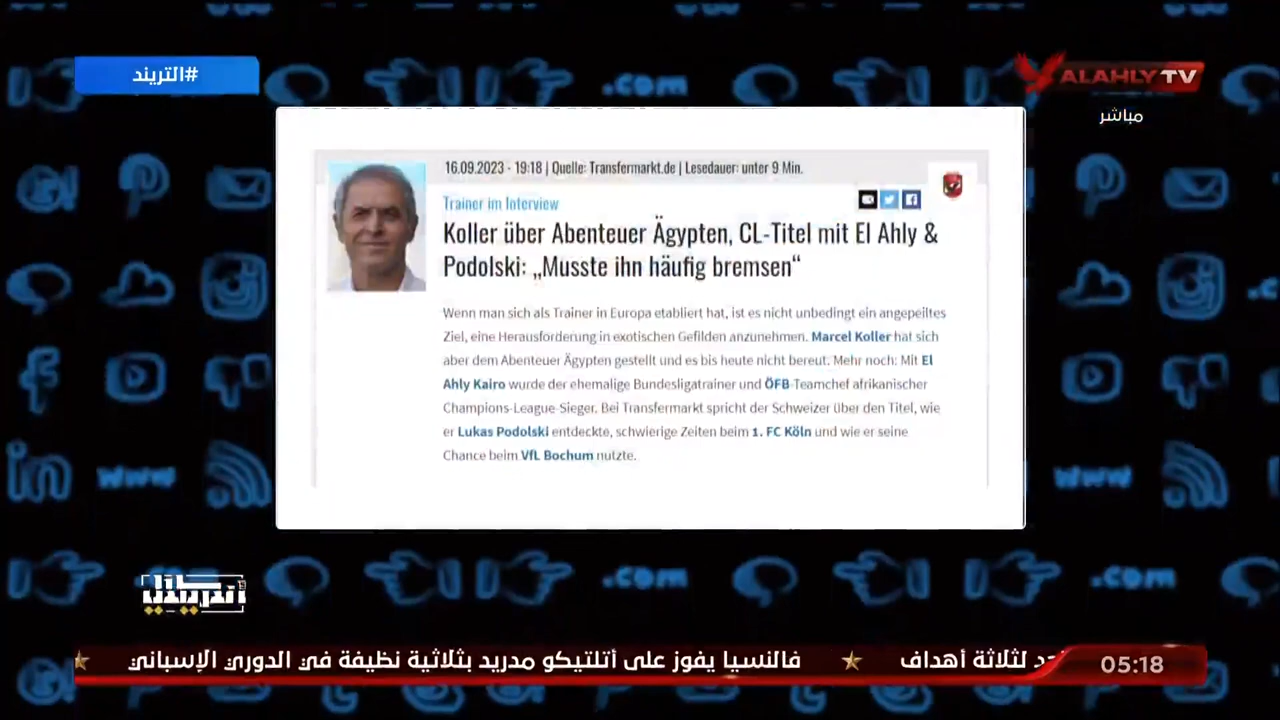 #التريند
ALAHLY TV
مباشر
16.09.2023 - 19:18 | Quelle: Transfermarkt.de | Lesedauer: unter 9 Min.
Trainer im Interview
Koller über Abenteuer Ägypten, CL-Titel mit El Ahly &
Podolski: „Musste ihn häufig bremsen“
Wenn man sich als Trainer in Europa etabliert hat, ist es nicht unbedingt ein angepeiltes
Ziel, eine Herausforderung in exotischen Gefilden anzunehmen. Marcel Koller hat sich
aber dem Abenteuer Ägypten gestellt und es bis heute nicht bereut. Mehr noch: Mit El
Ahly Kairo wurde der ehemalige Bundesligatrainer und ÖFB-Teamchef afrikanischer
Champions-League-Sieger. Bei Transfermarkt spricht der Schweizer über den Titel, wie
er Lukas Podolski entdeckte, schwierige Zeiten beim 1. FC Köln und wie er seine
Chance beim VfL Bochum nutzte.
.com .com
www www
.com .com
لثلاثة أهداف
فالنسيا يفوز على أتلتيكو مدريد بثلاثية نظيفة في الدوري الإسباني
05:18